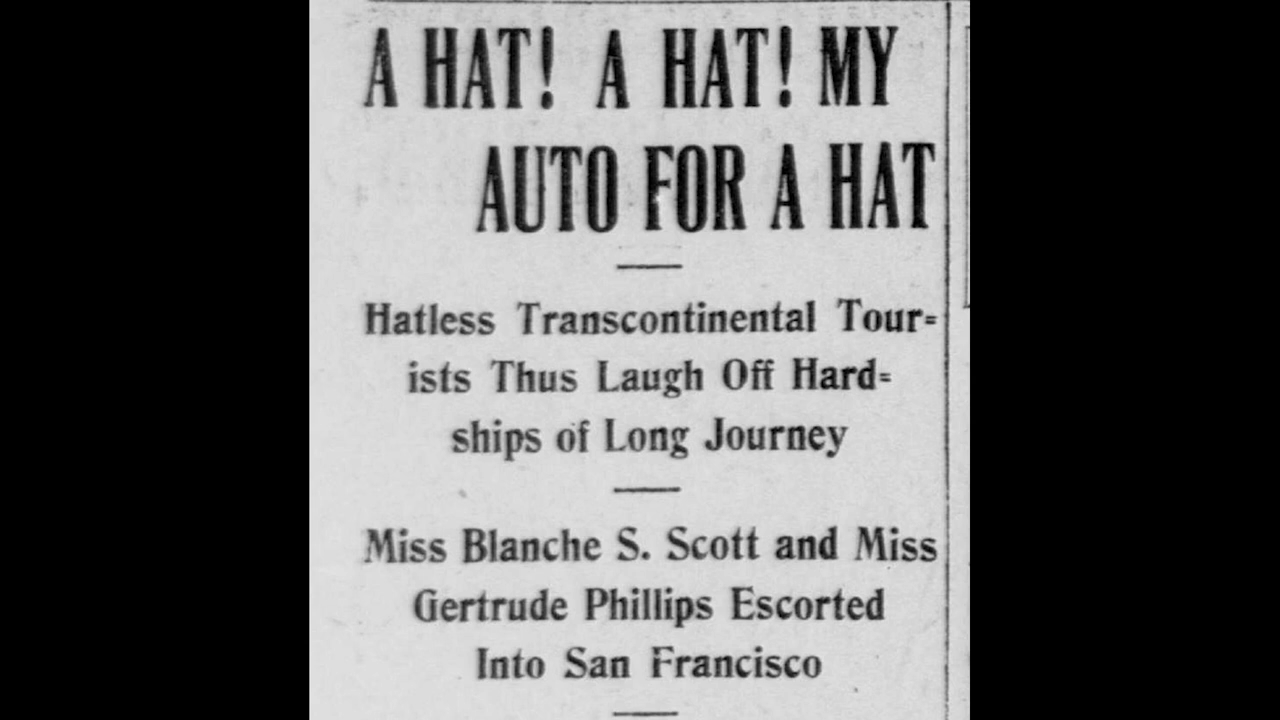 A HAT! A HAT! MY
AUTO FOR A HAT
Hatless Transcontinental Tour=
ists Thus Laugh Off Hard=
ships of Long Journey
Miss Blanche S. Scott and Miss
Gertrude Phillips Escorted
Into San Francisco